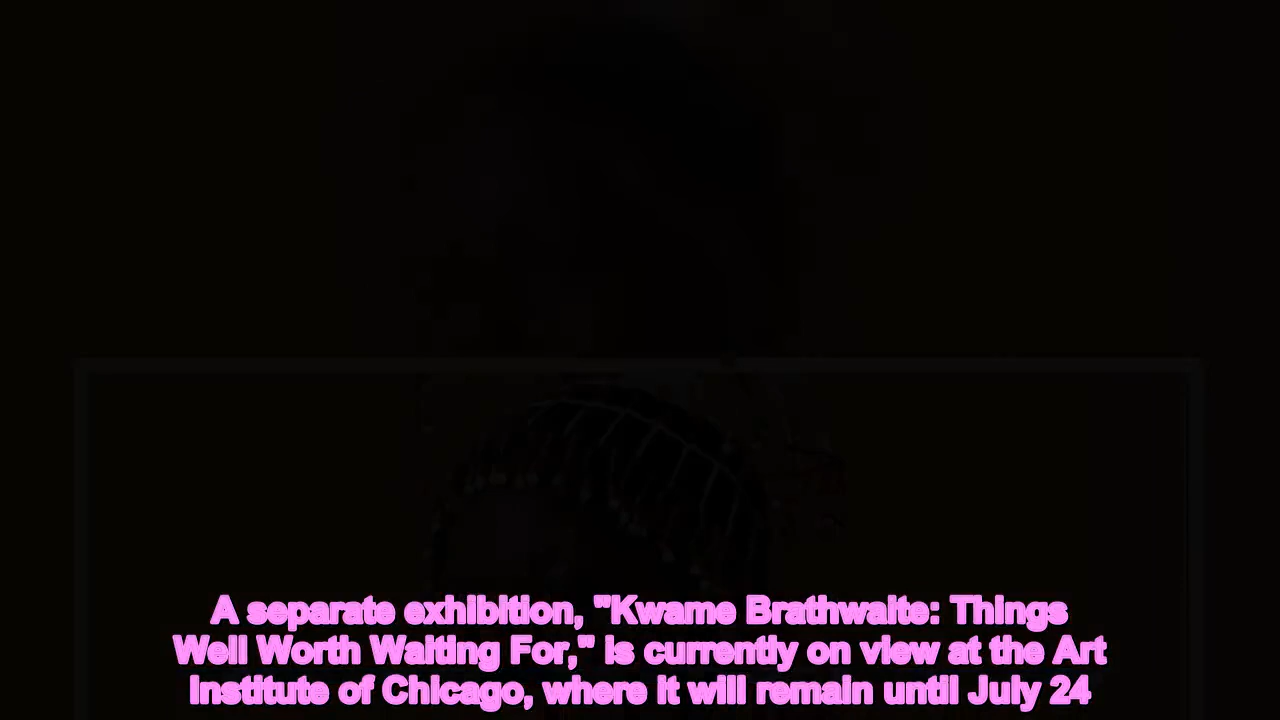 A separate exhibition, "Kwame Brathwaite: Things
Well Worth Waiting For," is currently on view at the Art
Institute of Chicago, where it will remain until July 24